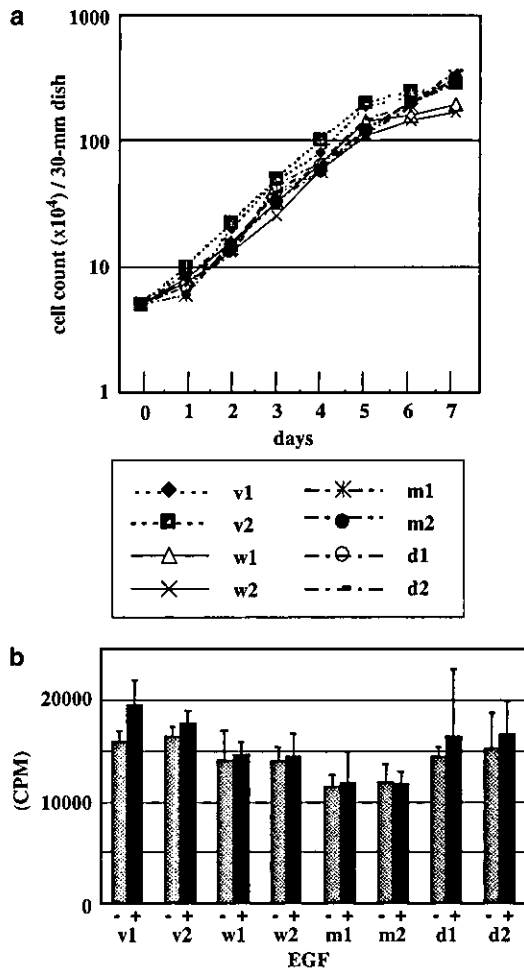 a
1000
100
10
1
cell count (x10⁴) / 30-mm dish
0 1 2 3 4 5 6 7
days
v1 m1
v2 m2
w1 d1
w2 d2
b
20000
10000
0
(CPM)
- + - + - + - + - + - + - + - +
v1 v2 w1 w2 m1 m2 d1 d2
EGF